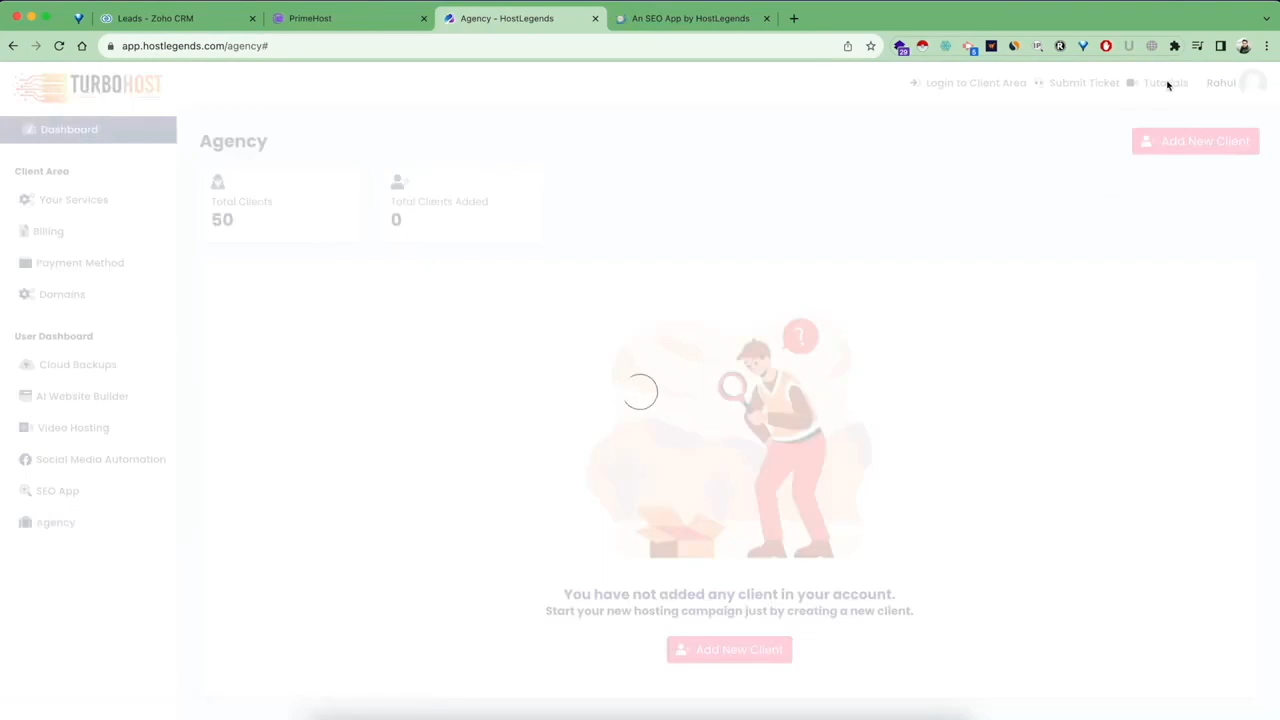 Leads - Zoho CRM
PrimeHost
Agency - HostLegends
An SEO App by HostLegends
app.hostlegends.com/agency#
29
6
TURBOHOST
Login to Client Area
Submit Ticket
Tutorials
Rahul
Dashboard
Client Area
Your Services
Billing
Payment Method
Domains
User Dashboard
Cloud Backups
AI Website Builder
Video Hosting
Social Media Automation
SEO App
Agency
Agency
Add New Client
Total Clients
50
Total Clients Added
0
?
You have not added any client in your account.
Start your new hosting campaign just by creating a new client.
Add New Client